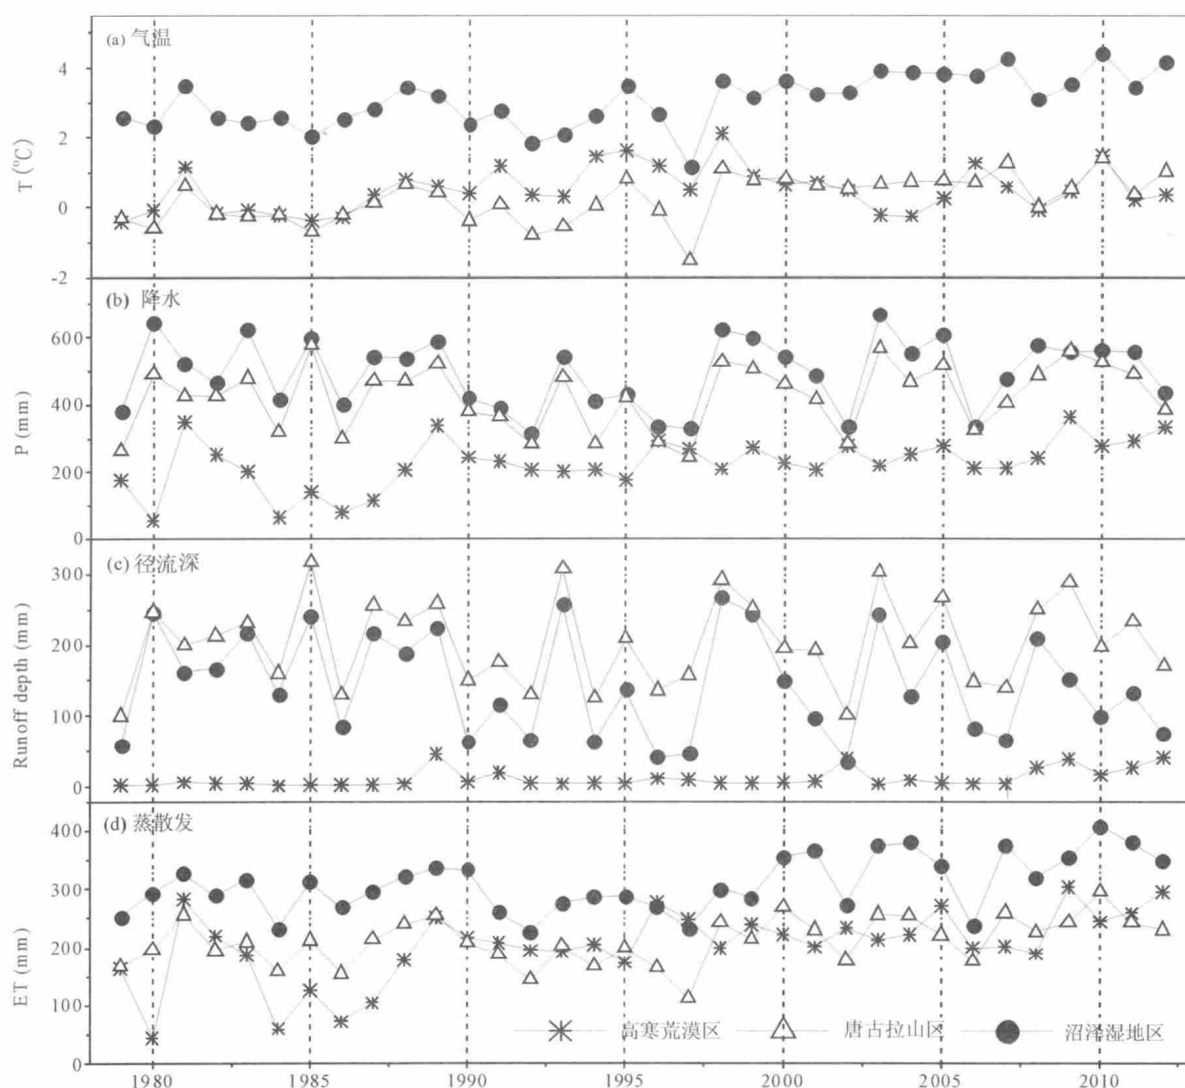 (a) 气温
4
2
0
-2
T (℃)
(b) 降水
600
400
200
0
P (mm)
(c) 径流深
300
200
100
0
Runoff depth (mm)
(d) 蒸散发
400
300
200
100
0
ET (mm)
高寒荒漠区 唐古拉山区 沼泽湿地区
1980 1985 1990 1995 2000 2005 2010